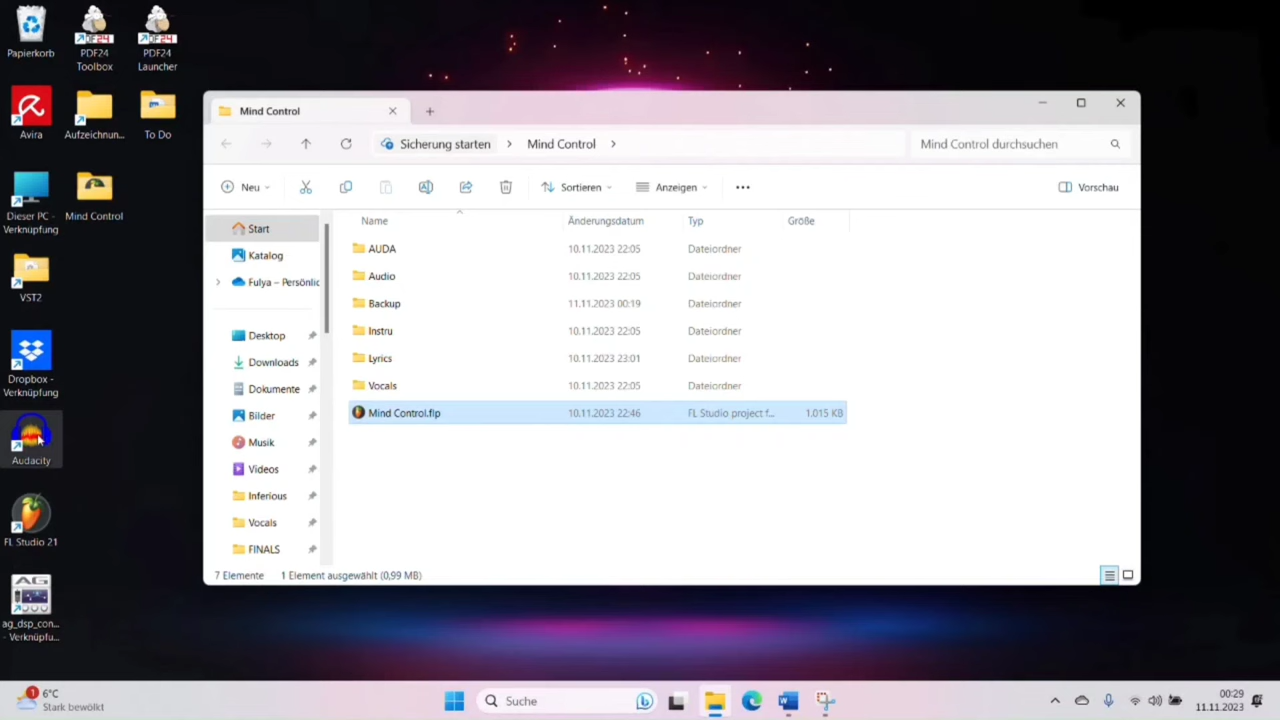 Papierkorb
PDF24
Toolbox
PDF24
Launcher
Avira
Aufzeichnun...
To Do
Dieser PC -
Verknüpfung
Mind Control
VST2
Dropbox -
Verknüpfung
Audacity
FL Studio 21
AG
ag_dsp_con...
- Verknüpfu...
Mind Control
Sicherung starten > Mind Control >
Mind Control durchsuchen
Neu
Sortieren
Anzeigen
Vorschau
Name Änderungsdatum Typ Größe
Start
Katalog
Fulya – Persönlic
Desktop
Downloads
Dokumente
Bilder
Musik
Videos
Inferious
Vocals
FINALS
AUDA 10.11.2023 22:05 Dateiordner
Audio 10.11.2023 22:05 Dateiordner
Backup 11.11.2023 00:19 Dateiordner
Instru 10.11.2023 22:05 Dateiordner
Lyrics 10.11.2023 23:01 Dateiordner
Vocals 10.11.2023 22:05 Dateiordner
Mind Control.flp 10.11.2023 22:46 FL Studio project f... 1.015 KB
7 Elemente 1 Element ausgewählt (0,99 MB)
1
6°C
Stark bewölkt
Suche
00:29
11.11.2023